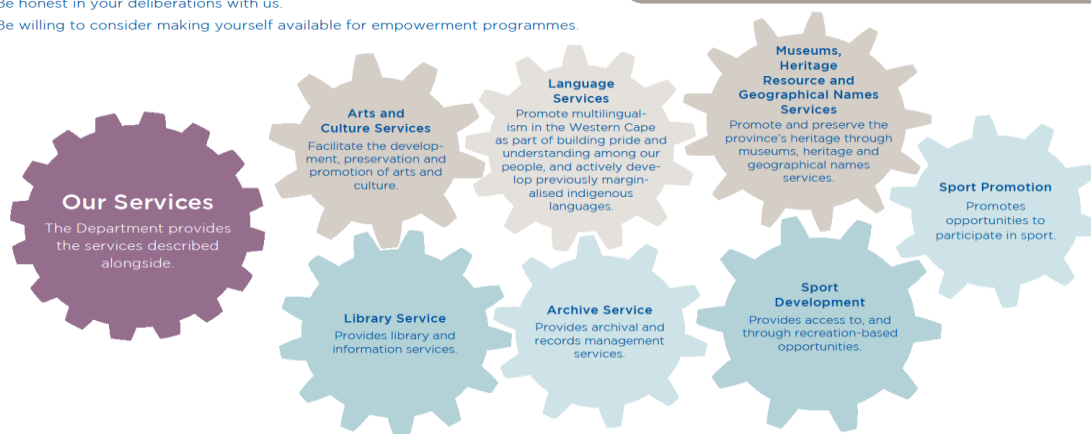 Be honest in your deliberations with us.
Be willing to consider making yourself available for empowerment programmes.
Our Services
The Department provides
the services described
alongside.
Arts and
Culture Services
Facilitate the develop-
ment, preservation and
promotion of arts and
culture.
Language
Services
Promote multilingual-
ism in the Western Cape
as part of building pride and
understanding among our
people, and actively deve-
lop previously margin-
alised indigenous
languages.
Museums,
Heritage
Resource and
Geographical Names
Services
Promote and preserve the
province's heritage through
museums, heritage and
geographical names
services.
Sport Promotion
Promotes
opportunities to
participate in sport.
Library Service
Provides library and
information services.
Archive Service
Provides archival and
records management
services.
Sport
Development
Provides access to, and
through recreation-based
opportunities.